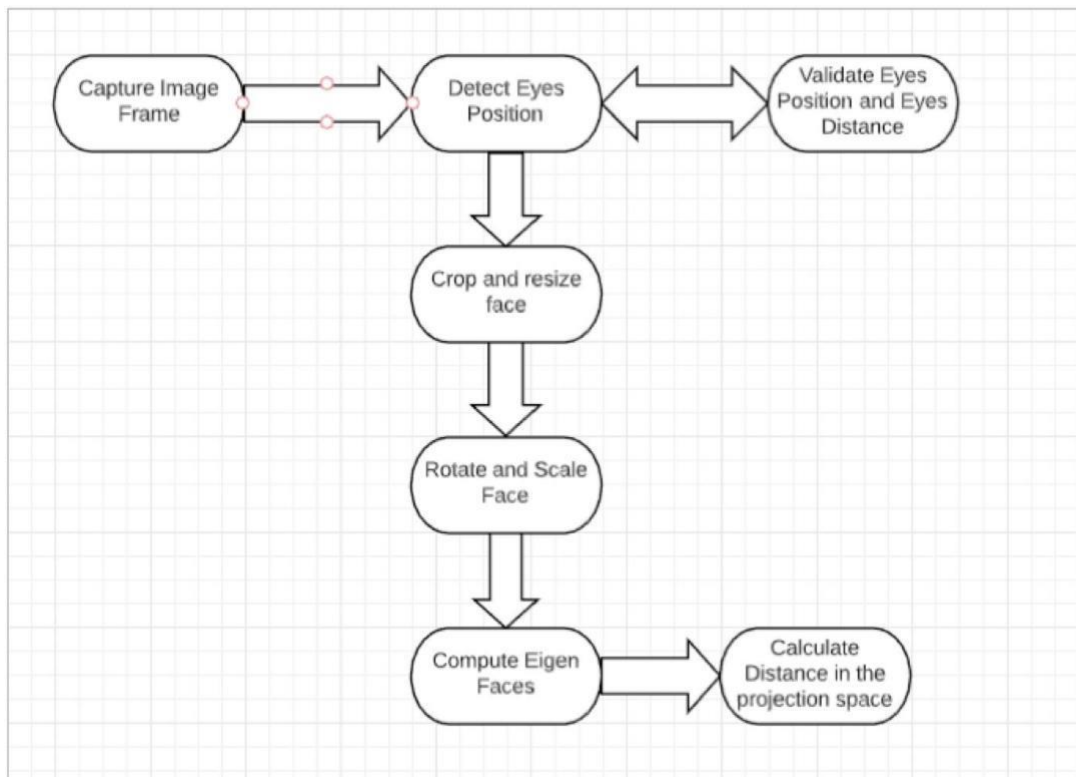 Capture Image
Frame
Detect Eyes
Position
Validate Eyes
Position and Eyes
Distance
Crop and resize
face
Rotate and Scale
Face
Compute Eigen
Faces
Calculate
Distance in the
projection space